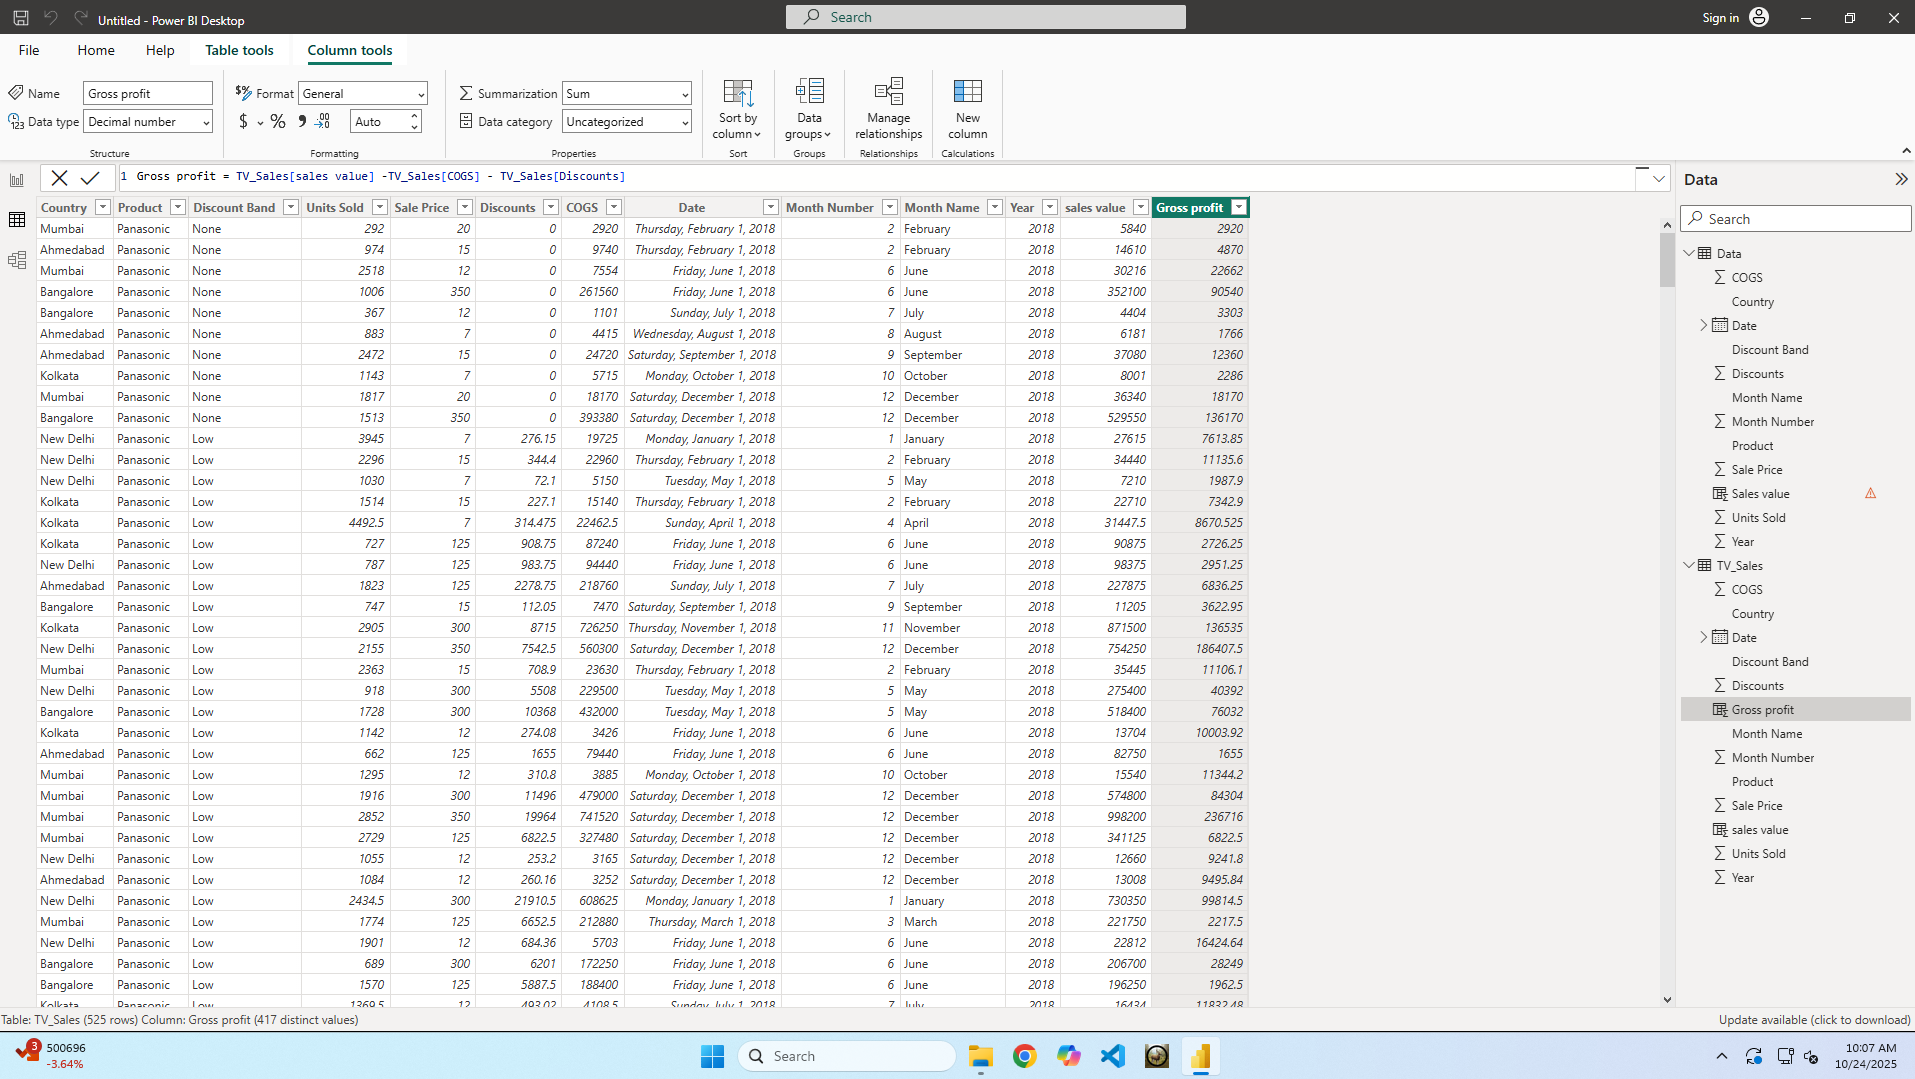 Untitled - Power BI Desktop
Search
Sign in
File Home Help Table tools Column tools
Name Gross profit
Data type Decimal number
Structure
Format General
$ % Auto
Formatting
Summarization Sum
Data category Uncategorized
Properties
Sort by column
Sort
Data groups
Groups
Manage relationships
Relationships
New column
Calculations
1 Gross profit = TV_Sales[sales value] -TV_Sales[COGS] - TV_Sales[Discounts]
Country Product Discount Band Units Sold Sale Price Discounts COGS Date Month Number Month Name Year sales value Gross profit
Mumbai Panasonic None 292 20 0 2920 Thursday, February 1, 2018 2 February 2018 5840 2920
Ahmedabad Panasonic None 974 15 0 9740 Thursday, February 1, 2018 2 February 2018 14610 4870
Mumbai Panasonic None 2518 12 0 7554 Friday, June 1, 2018 6 June 2018 30216 22662
Bangalore Panasonic None 1006 350 0 261560 Friday, June 1, 2018 6 June 2018 352100 90540
Bangalore Panasonic None 367 12 0 1101 Sunday, July 1, 2018 7 July 2018 4404 3303
Ahmedabad Panasonic None 883 7 0 4415 Wednesday, August 1, 2018 8 August 2018 6181 1766
Ahmedabad Panasonic None 2472 15 0 24720 Saturday, September 1, 2018 9 September 2018 37080 12360
Kolkata Panasonic None 1143 7 0 5715 Monday, October 1, 2018 10 October 2018 8001 2286
Mumbai Panasonic None 1817 20 0 18170 Saturday, December 1, 2018 12 December 2018 36340 18170
Bangalore Panasonic None 1513 350 0 393380 Saturday, December 1, 2018 12 December 2018 529550 136170
New Delhi Panasonic Low 3945 7 276.15 19725 Monday, January 1, 2018 1 January 2018 27615 7613.85
New Delhi Panasonic Low 2296 15 344.4 22960 Thursday, February 1, 2018 2 February 2018 34440 11135.6
New Delhi Panasonic Low 1030 7 72.1 5150 Tuesday, May 1, 2018 5 May 2018 7210 1987.9
Kolkata Panasonic Low 1514 15 227.1 15140 Thursday, February 1, 2018 2 February 2018 22710 7342.9
Kolkata Panasonic Low 4492.5 7 314.475 22462.5 Sunday, April 1, 2018 4 April 2018 31447.5 8670.525
Kolkata Panasonic Low 727 125 908.75 87240 Friday, June 1, 2018 6 June 2018 90875 2726.25
New Delhi Panasonic Low 787 125 983.75 94440 Friday, June 1, 2018 6 June 2018 98375 2951.25
Ahmedabad Panasonic Low 1823 125 2278.75 218760 Sunday, July 1, 2018 7 July 2018 227875 6836.25
Bangalore Panasonic Low 747 15 112.05 7470 Saturday, September 1, 2018 9 September 2018 11205 3622.95
Kolkata Panasonic Low 2905 300 8715 726250 Thursday, November 1, 2018 11 November 2018 871500 136535
New Delhi Panasonic Low 2155 350 7542.5 560300 Saturday, December 1, 2018 12 December 2018 754250 186407.5
Mumbai Panasonic Low 2363 15 708.9 23630 Thursday, February 1, 2018 2 February 2018 35445 11106.1
New Delhi Panasonic Low 918 300 5508 229500 Tuesday, May 1, 2018 5 May 2018 275400 40392
Bangalore Panasonic Low 1728 300 10368 432000 Tuesday, May 1, 2018 5 May 2018 518400 76032
Kolkata Panasonic Low 1142 12 274.08 3426 Friday, June 1, 2018 6 June 2018 13704 10003.92
Ahmedabad Panasonic Low 662 125 1655 79440 Friday, June 1, 2018 6 June 2018 82750 1655
Mumbai Panasonic Low 1295 12 310.8 3885 Monday, October 1, 2018 10 October 2018 15540 11344.2
Mumbai Panasonic Low 1916 300 11496 479000 Saturday, December 1, 2018 12 December 2018 574800 84304
Mumbai Panasonic Low 2852 350 19964 741520 Saturday, December 1, 2018 12 December 2018 998200 236716
Mumbai Panasonic Low 2729 125 6822.5 327480 Saturday, December 1, 2018 12 December 2018 341125 6822.5
New Delhi Panasonic Low 1055 12 253.2 3165 Saturday, December 1, 2018 12 December 2018 12660 9241.8
Ahmedabad Panasonic Low 1084 12 260.16 3252 Saturday, December 1, 2018 12 December 2018 13008 9495.84
New Delhi Panasonic Low 2434.5 300 21910.5 608625 Monday, January 1, 2018 1 January 2018 730350 99814.5
Mumbai Panasonic Low 1774 125 6652.5 212880 Thursday, March 1, 2018 3 March 2018 221750 2217.5
New Delhi Panasonic Low 1901 12 684.36 5703 Friday, June 1, 2018 6 June 2018 22812 16424.64
Bangalore Panasonic Low 689 300 6201 172250 Friday, June 1, 2018 6 June 2018 206700 28249
Bangalore Panasonic Low 1570 125 5887.5 188400 Friday, June 1, 2018 6 June 2018 196250 1962.5
Kolkata Panasonic Low 1369.5 12 493.02 4108.5 Sunday, July 1, 2018 7 July 2018 16434 11832.48
Data
Search
Data
COGS
Country
Date
Discount Band
Discounts
Month Name
Month Number
Product
Sale Price
Sales value
Units Sold
Year
TV_Sales
COGS
Country
Date
Discount Band
Discounts
Gross profit
Month Name
Month Number
Product
Sale Price
sales value
Units Sold
Year
Table: TV_Sales (525 rows) Column: Gross profit (417 distinct values)
Update available (click to download)
3
500696
-3.64%
Search
10:07 AM
10/24/2025